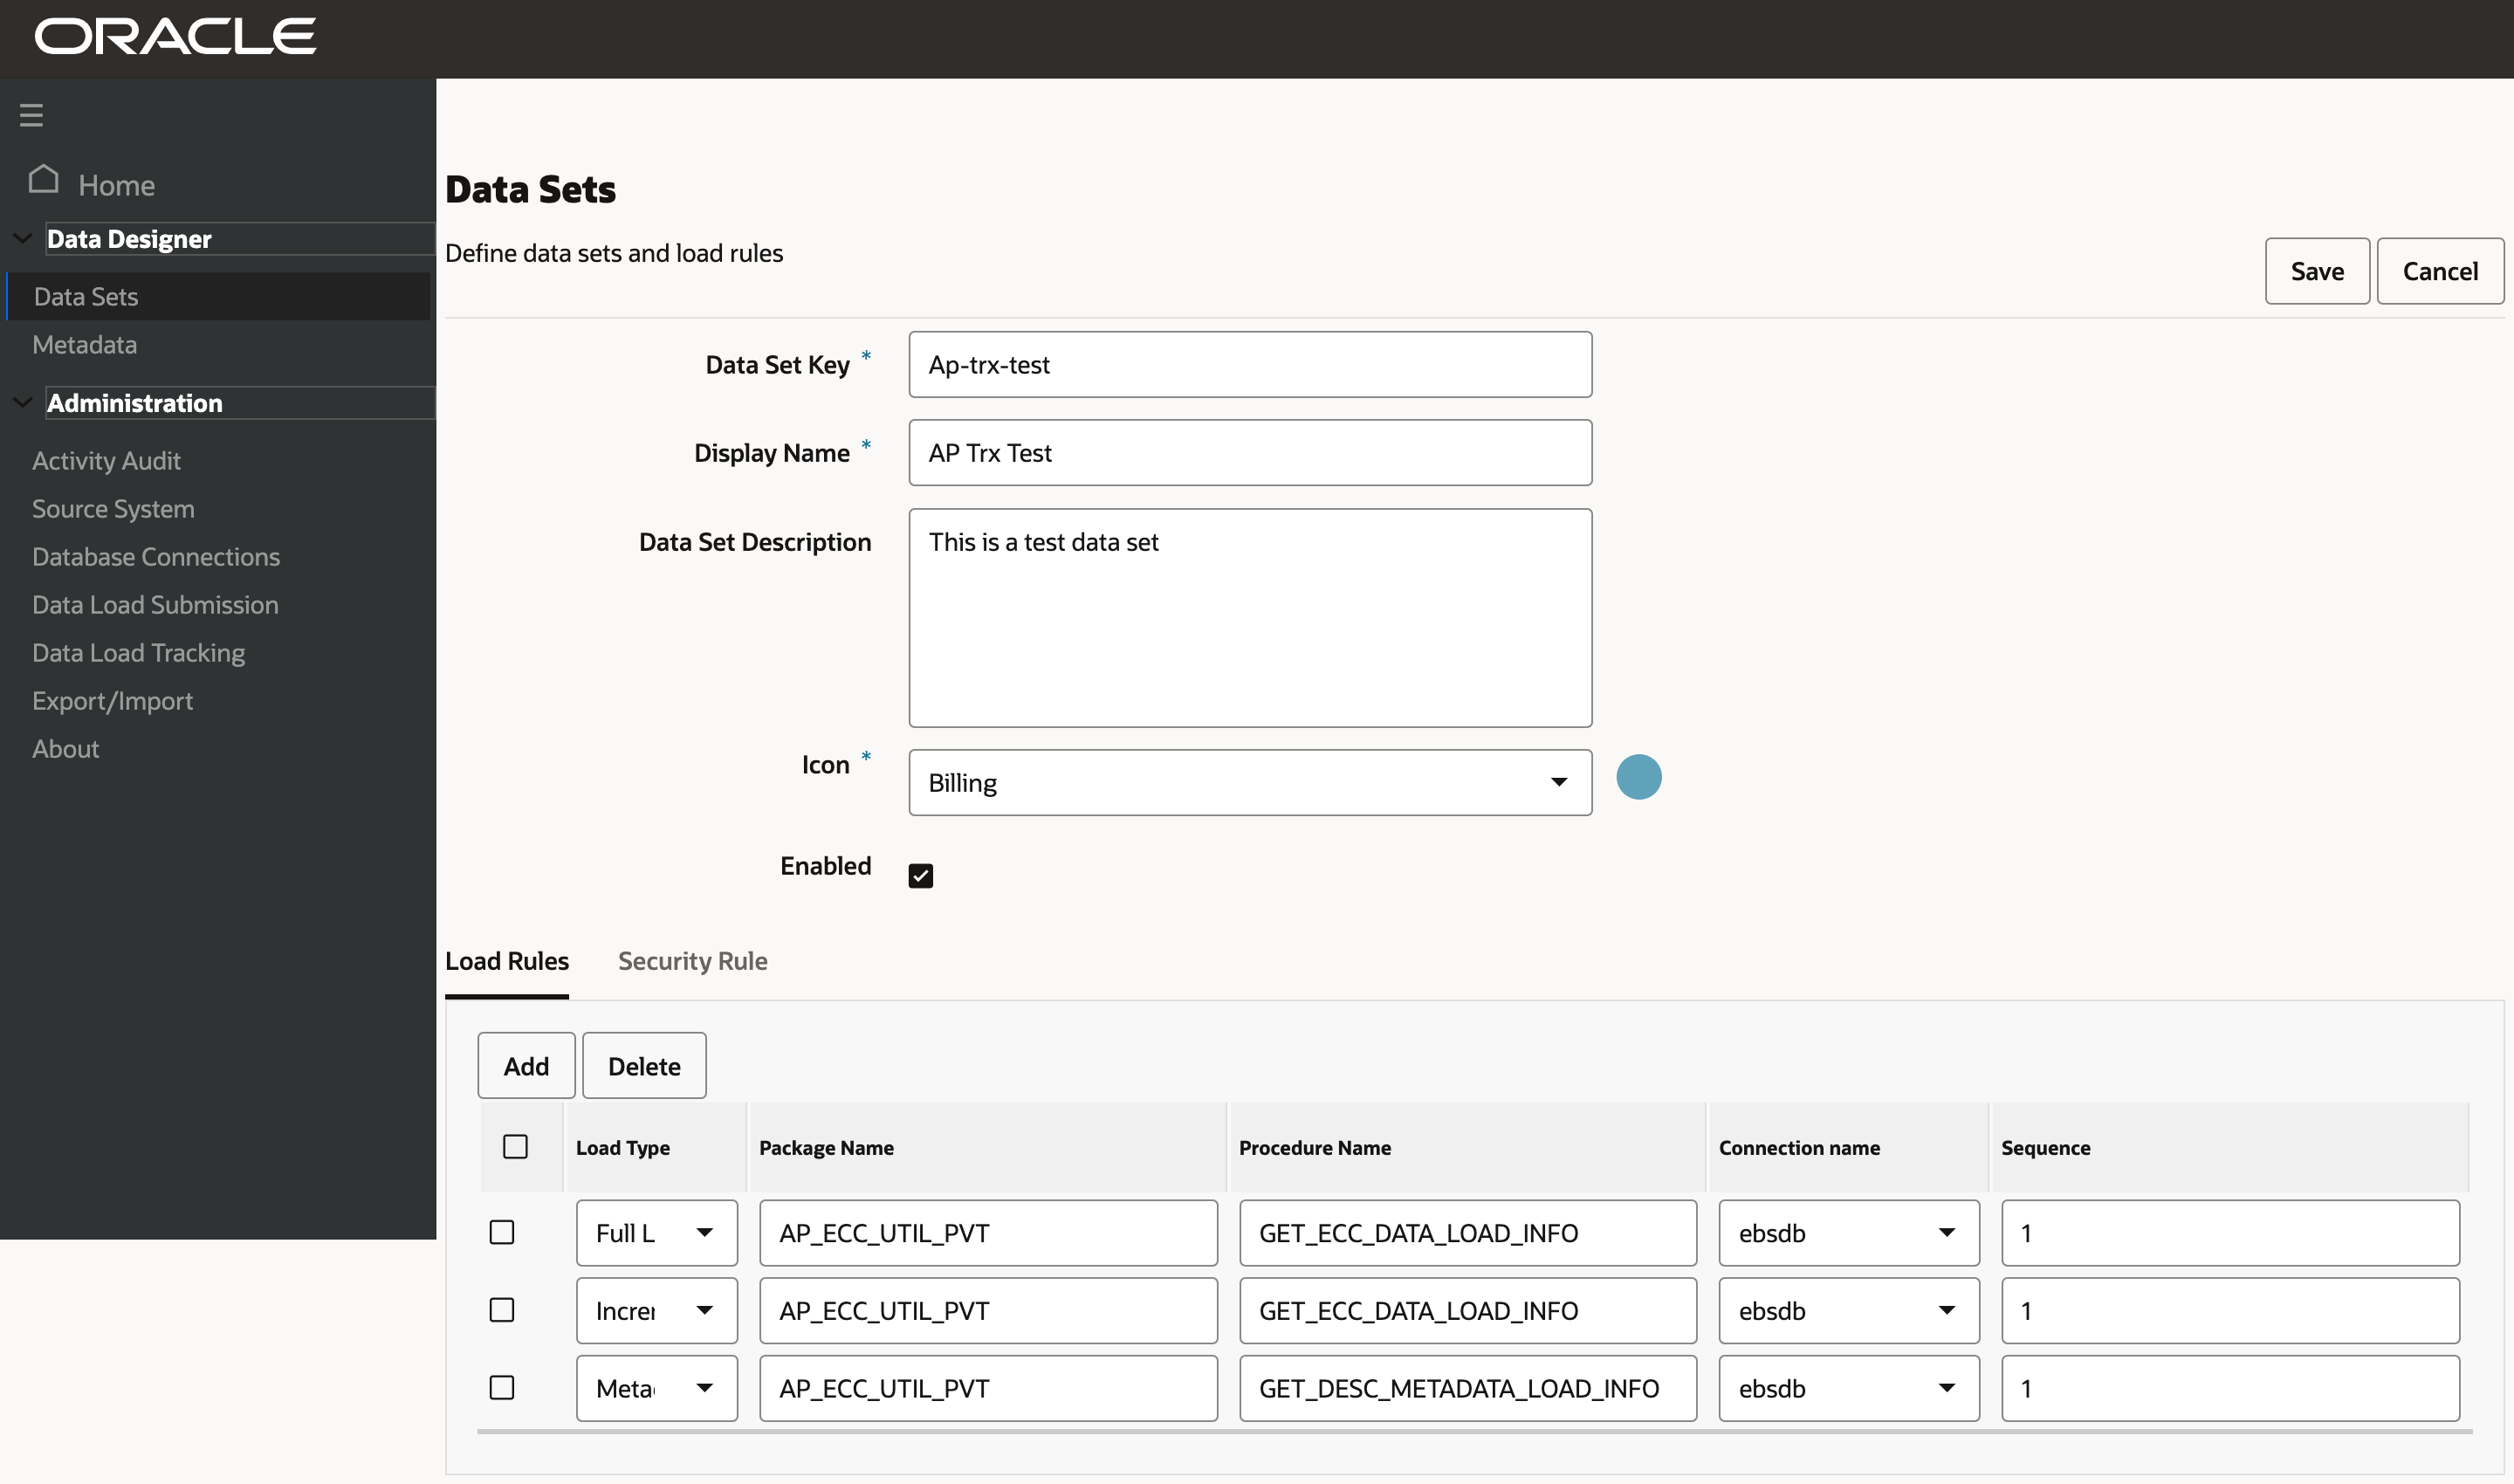 ORACLE
Home
Data Designer
Data Sets
Metadata
Administration
Activity Audit
Source System
Database Connections
Data Load Submission
Data Load Tracking
Export/Import
About
Data Sets
Define data sets and load rules
Save Cancel
Data Set Key * Ap-trx-test
Display Name * AP Trx Test
Data Set Description This is a test data set
Icon * Billing
Enabled
Load Rules Security Rule
Add Delete
Load Type Package Name Procedure Name Connection name Sequence
Full L AP_ECC_UTIL_PVT GET_ECC_DATA_LOAD_INFO ebsdb 1
Increr AP_ECC_UTIL_PVT GET_ECC_DATA_LOAD_INFO ebsdb 1
Meta AP_ECC_UTIL_PVT GET_DESC_METADATA_LOAD_INFO ebsdb 1